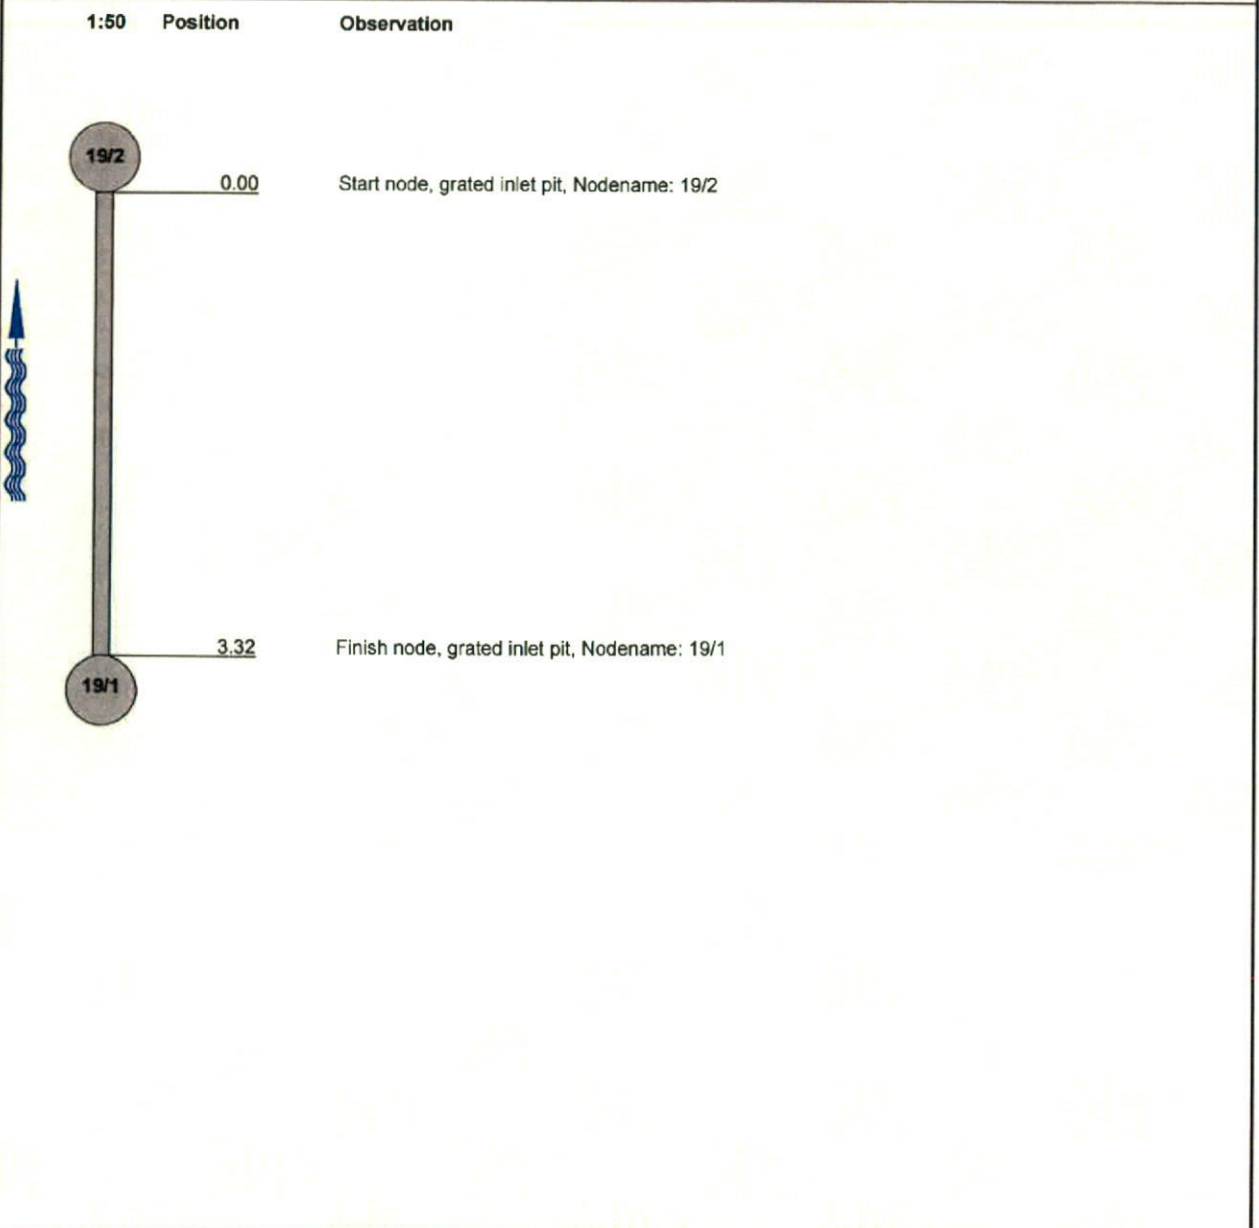 1:50 Position Observation
19/2
0.00 Start node, grated inlet pit, Nodename: 19/2
3.32 Finish node, grated inlet pit, Nodename: 19/1
19/1